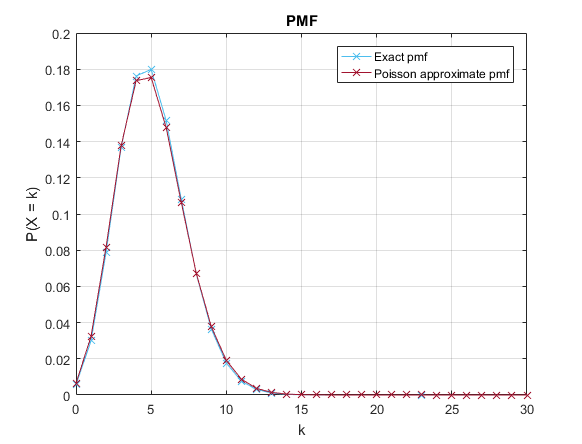 PMF
0.2
0.18
0.16
0.14
0.12
0.1
0.08
0.06
0.04
0.02
0
P(X = k)
Exact pmf
Poisson approximate pmf
0 5 10 15 20 25 30
k